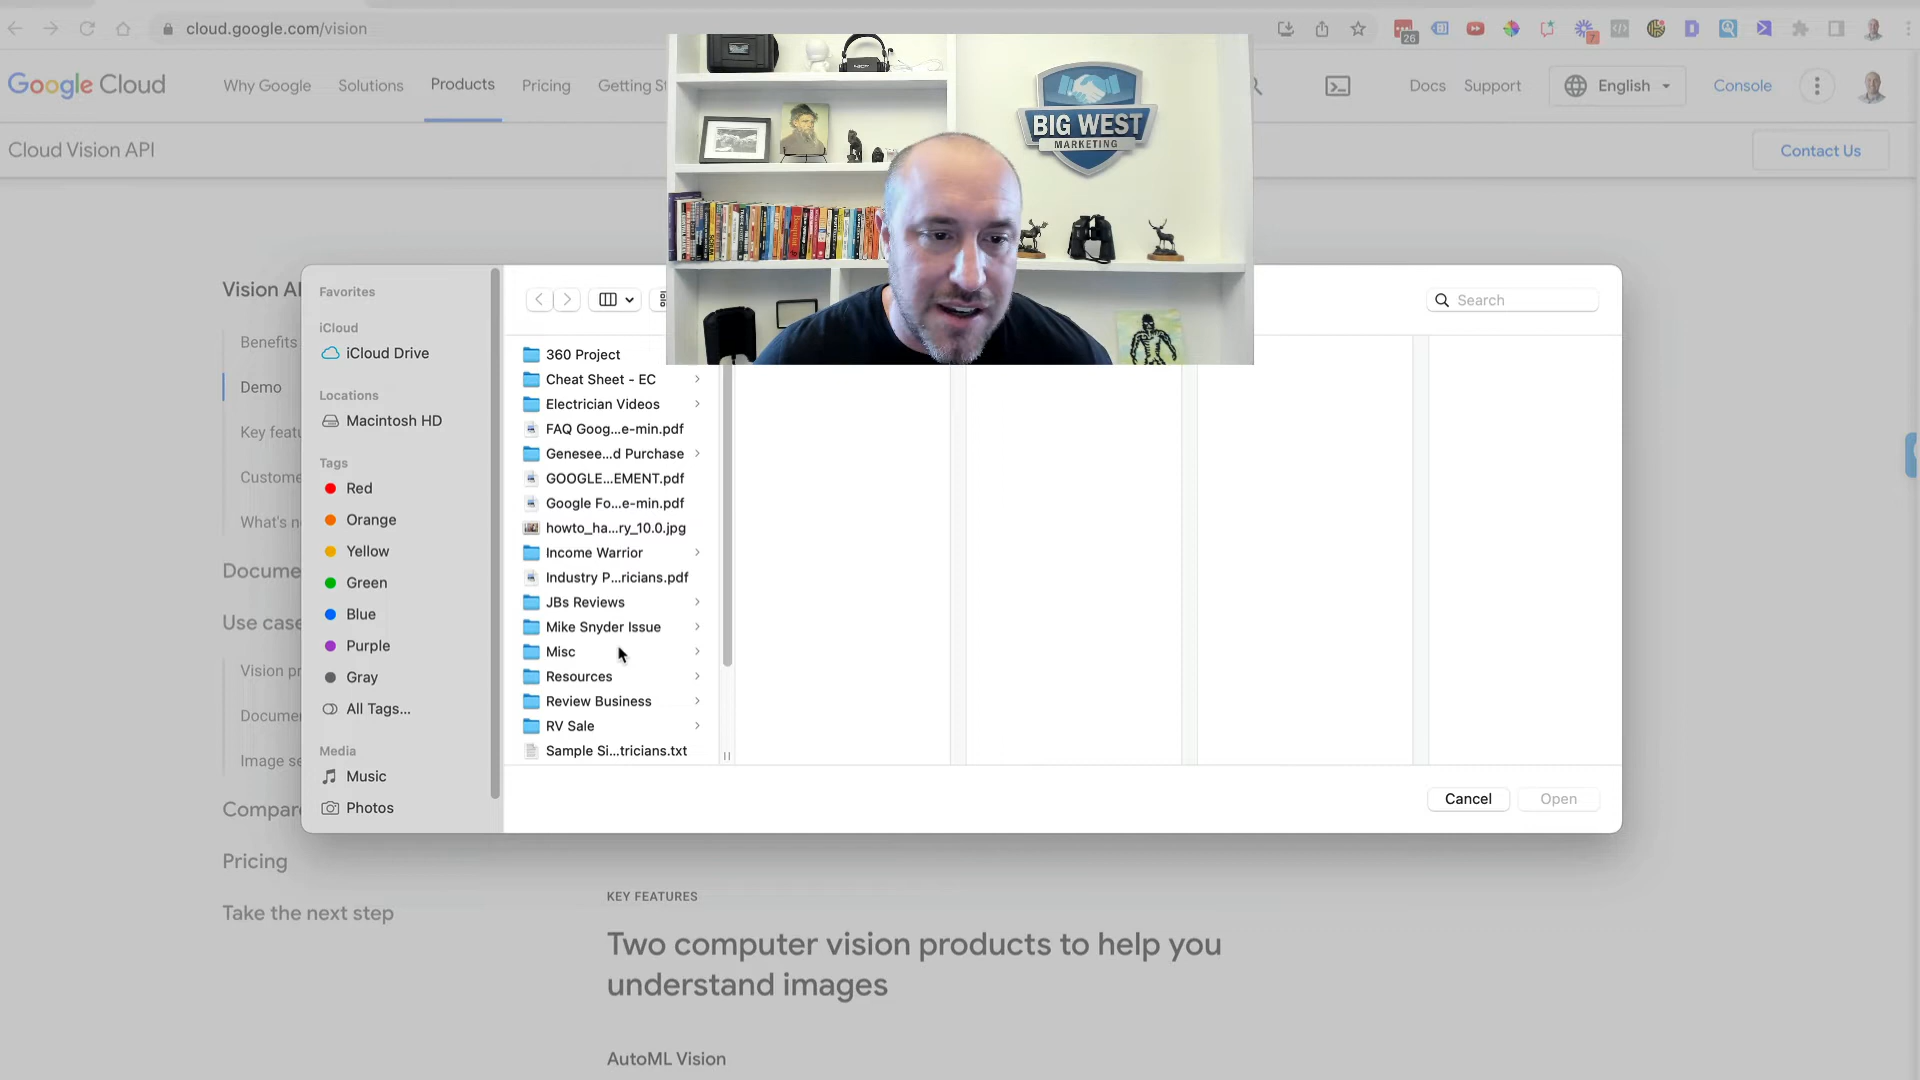 cloud.google.com/vision
26
7
Google Cloud
Why Google
Solutions
Products
Pricing
Getting St
Docs
Support
English
Console
Cloud Vision API
Contact Us
BIG WEST
MARKETING
Vision AI
Benefits
Demo
Key featu
Custome
What's n
Docume
Use case
Vision pr
Documen
Image se
Compare
Pricing
Take the next step
Favorites
iCloud
iCloud Drive
Locations
Macintosh HD
Tags
Red
Orange
Yellow
Green
Blue
Purple
Gray
All Tags...
Media
Music
Photos
Search
360 Project
Cheat Sheet - EC
Electrician Videos
FAQ Goog...e-min.pdf
Genesee...d Purchase
GOOGLE...EMENT.pdf
Google Fo...e-min.pdf
howto_ha...ry_10.0.jpg
Income Warrior
Industry P...ricians.pdf
JBs Reviews
Mike Snyder Issue
Misc
Resources
Review Business
RV Sale
Sample Si...tricians.txt
Cancel
Open
KEY FEATURES
Two computer vision products to help you
understand images
AutoML Vision